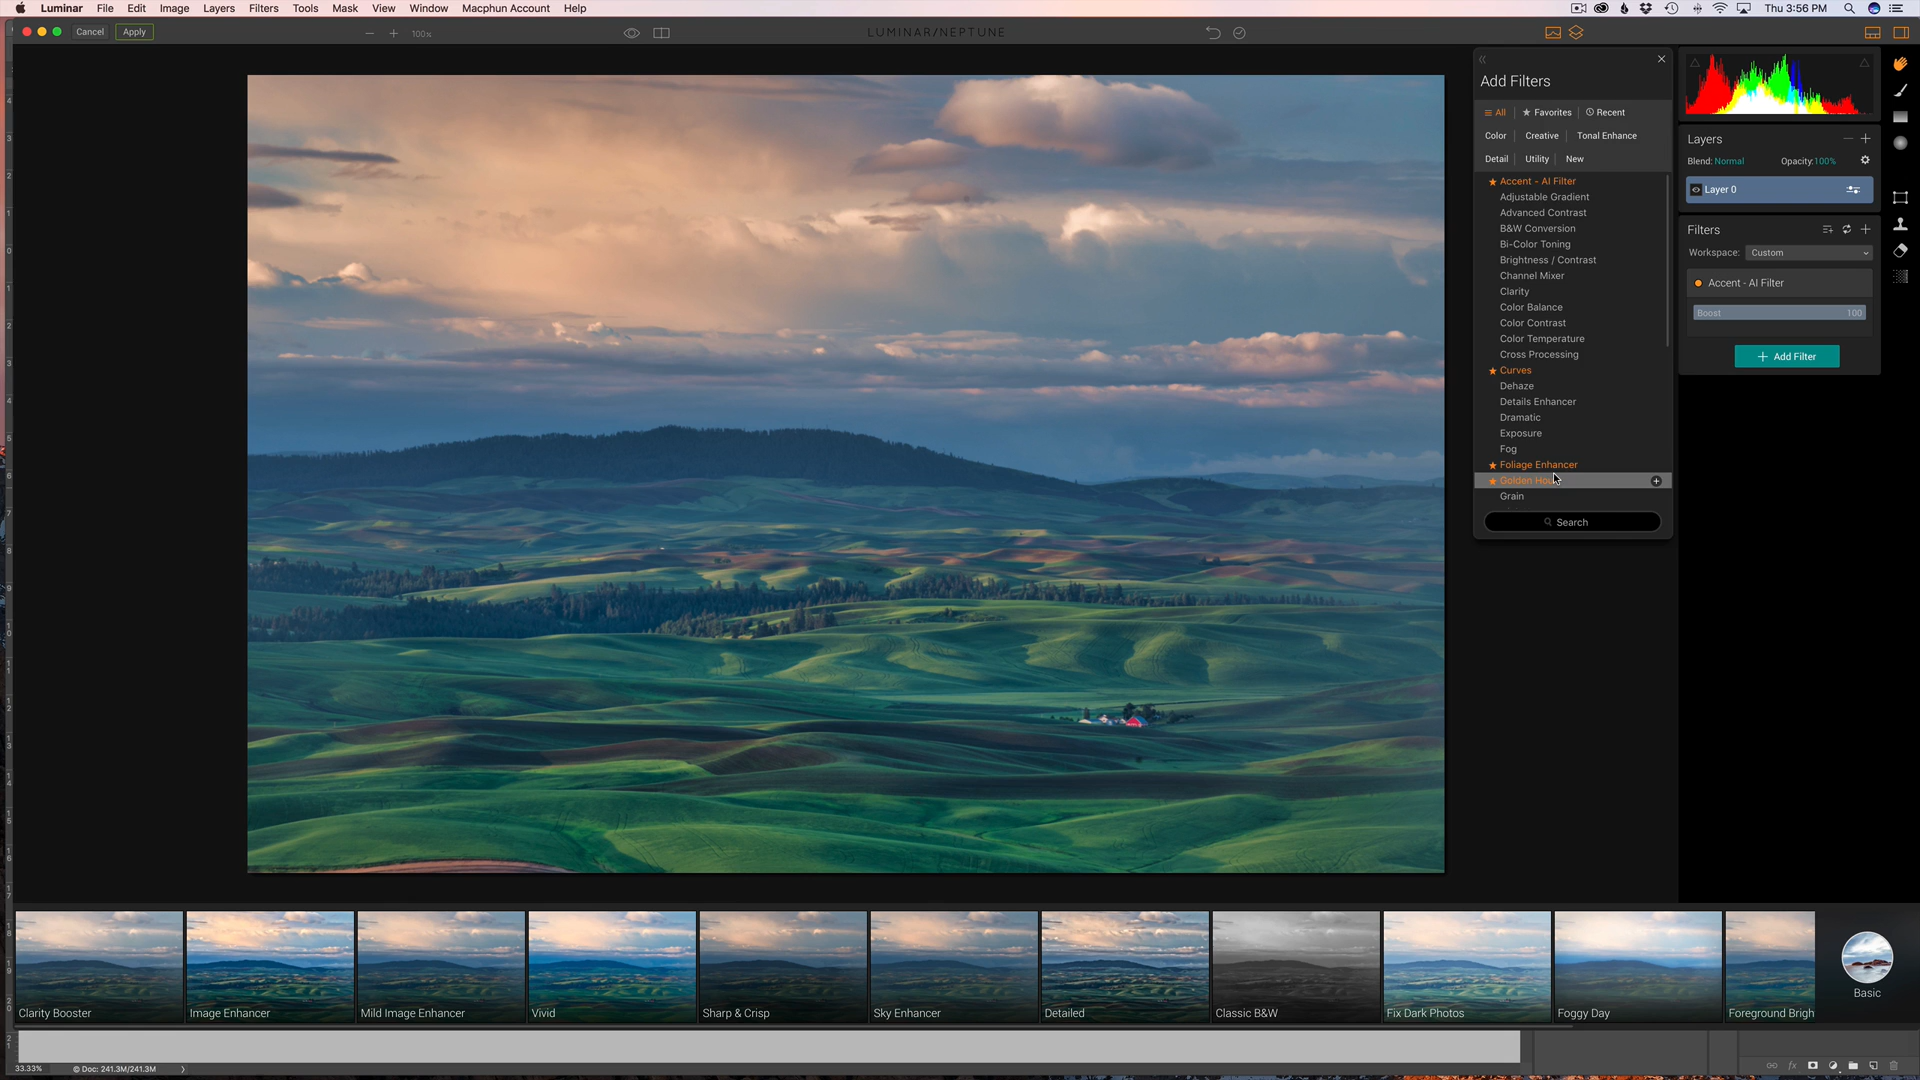 Luminar File Edit Image Layers Filters Tools Mask View Window Macphun Account Help
Thu 3:56 PM
Cancel Apply
100%
LUMINAR/NEPTUNE
Add Filters
All Favorites Recent
Color Creative Tonal Enhance
Detail Utility New
Accent - AI Filter
Adjustable Gradient
Advanced Contrast
B&W Conversion
Bi-Color Toning
Brightness / Contrast
Channel Mixer
Clarity
Color Balance
Color Contrast
Color Temperature
Cross Processing
Curves
Dehaze
Details Enhancer
Dramatic
Exposure
Fog
Foliage Enhancer
Golden Ho
Grain
Search
Layers
Blend: Normal Opacity: 100%
Layer 0
Filters
Workspace: Custom
Accent - AI Filter
Boost 100
+ Add Filter
Clarity Booster
Image Enhancer
Mild Image Enhancer
Vivid
Sharp & Crisp
Sky Enhancer
Detailed
Classic B&W
Fix Dark Photos
Foggy Day
Foreground Brigh
Basic
33.33% Doc: 241.3M/241.3M
fx